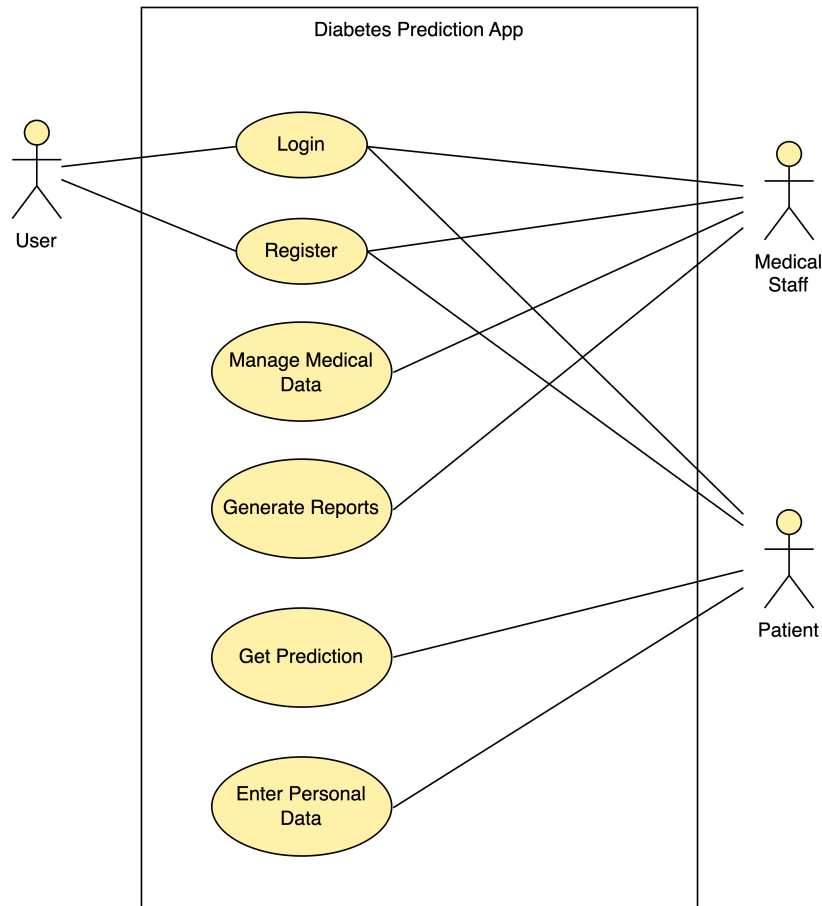 Diabetes Prediction App
Login
User
Register
Medical
Staff
Manage Medical
Data
Generate Reports
Get Prediction
Patient
Enter Personal
Data